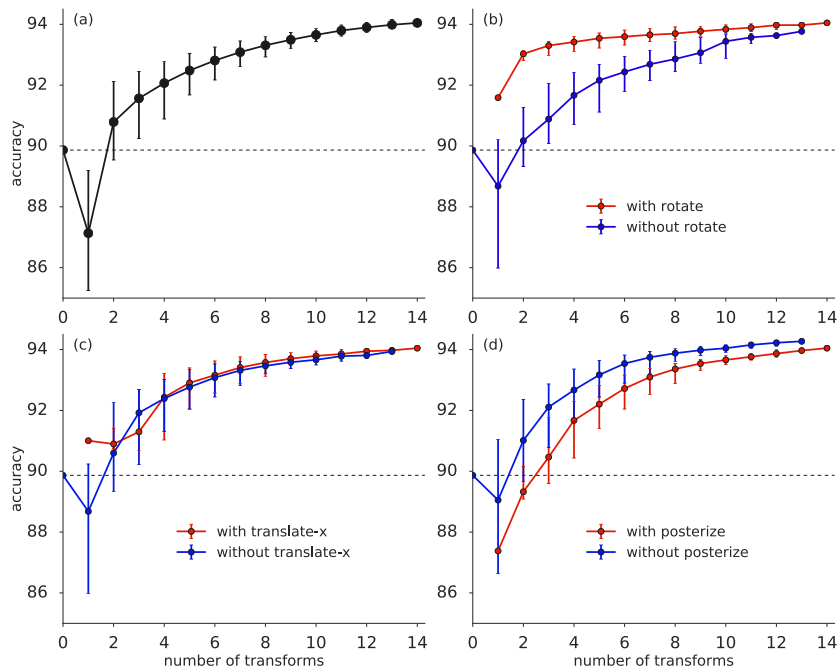 (a)
94
92
90
88
86
accuracy
0 2 4 6 8 10 12 14
(b)
94
92
90
88
86
with rotate
without rotate
0 2 4 6 8 10 12 14
(c)
94
92
90
88
86
accuracy
with translate-x
without translate-x
0 2 4 6 8 10 12 14
number of transforms
(d)
94
92
90
88
86
with posterize
without posterize
0 2 4 6 8 10 12 14
number of transforms